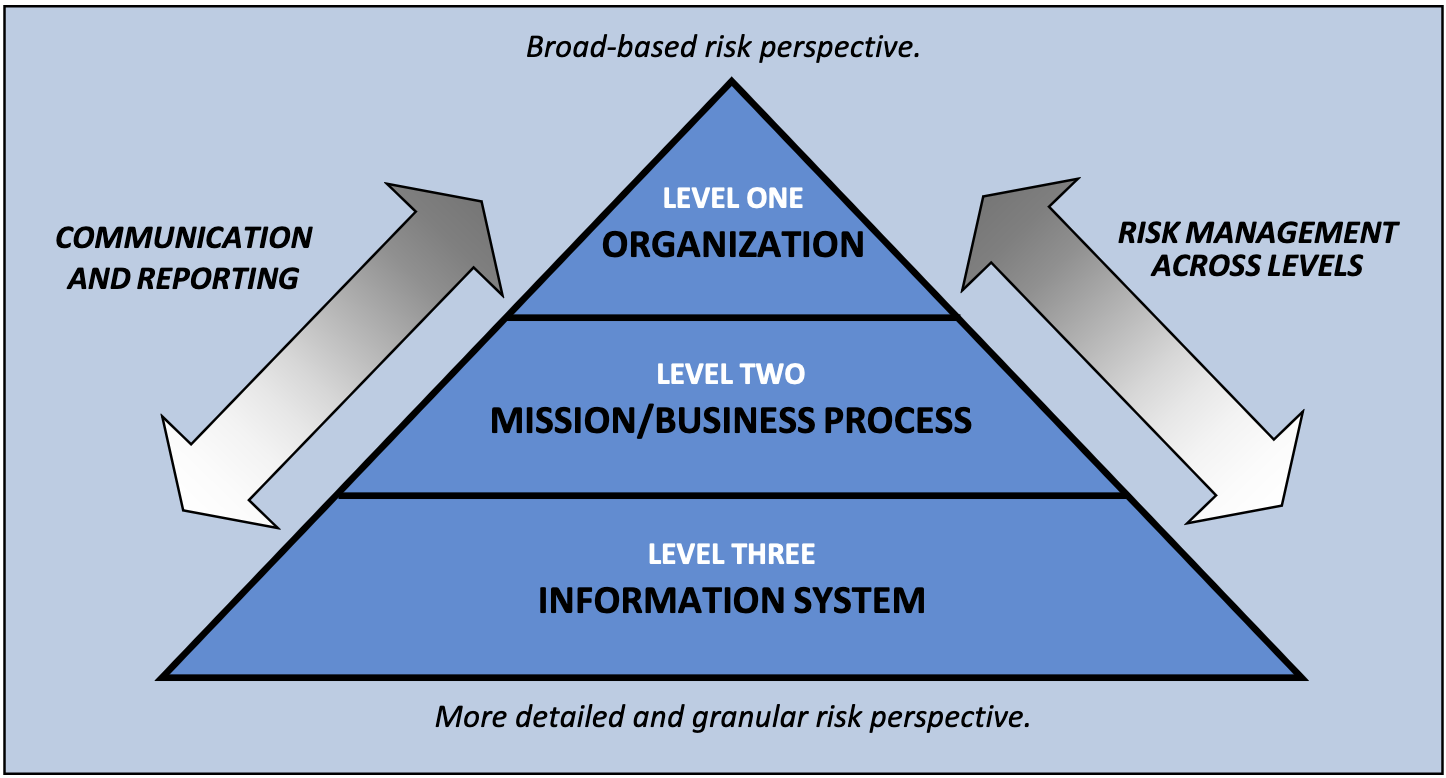 Broad-based risk perspective.
LEVEL ONE
ORGANIZATION
COMMUNICATION
AND REPORTING
RISK MANAGEMENT
ACROSS LEVELS
LEVEL TWO
MISSION/BUSINESS PROCESS
LEVEL THREE
INFORMATION SYSTEM
More detailed and granular risk perspective.